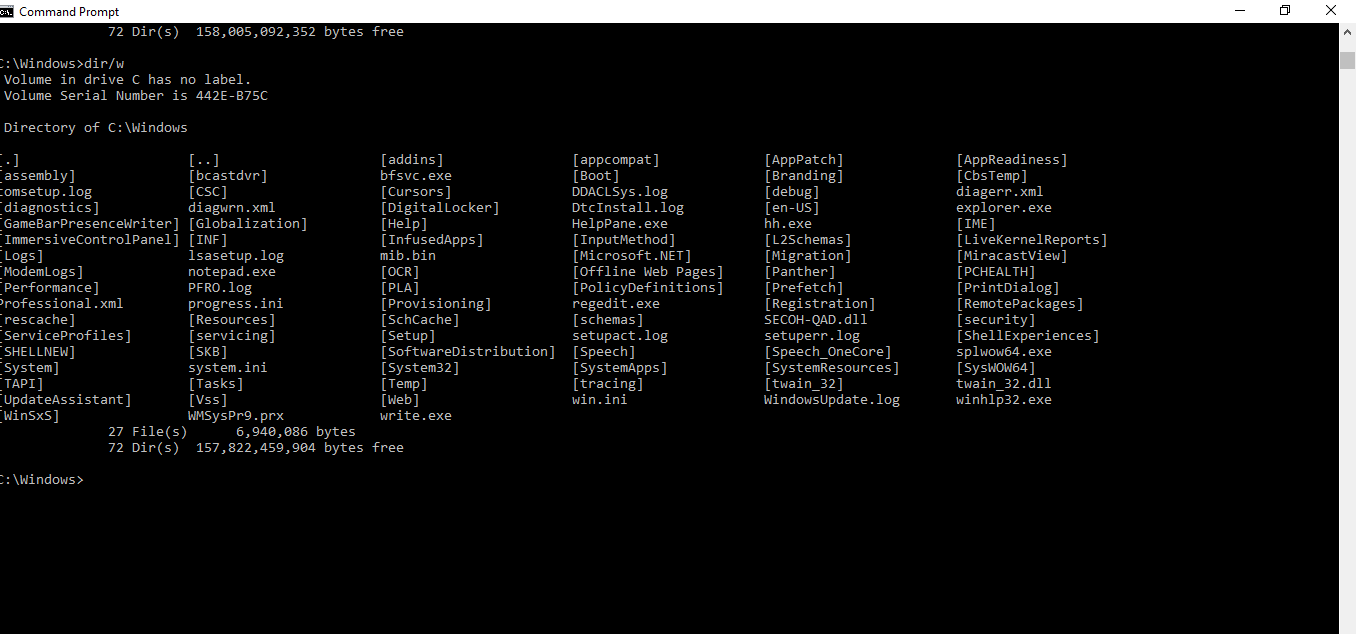 Command Prompt
72 Dir(s)  158,005,092,352 bytes free
C:\Windows>dir/w
Volume in drive C has no label.
Volume Serial Number is 442E-B75C
Directory of C:\Windows
[.] [..] [addins] [appcompat] [AppPatch] [AppReadiness]
[assembly] [bcastdvr] bfsvc.exe [Boot] [Branding] [CbsTemp]
comsetup.log [CSC] [Cursors] DDACLSys.log [debug] diagerr.xml
[diagnostics] diagwrn.xml [DigitalLocker] DtcInstall.log [en-US] explorer.exe
[GameBarPresenceWriter] [Globalization] [Help] HelpPane.exe hh.exe [IME]
[ImmersiveControlPanel] [INF] [InfusedApps] [InputMethod] [L2Schemas] [LiveKernelReports]
[Logs] lsasetup.log mib.bin [Microsoft.NET] [Migration] [MiracastView]
[ModemLogs] notepad.exe [OCR] [Offline Web Pages] [Panther] [PCHEALTH]
[Performance] PFRO.log [PLA] [PolicyDefinitions] [Prefetch] [PrintDialog]
Professional.xml progress.ini [Provisioning] regedit.exe [Registration] [RemotePackages]
[rescache] [Resources] [SchCache] [schemas] SECOH-QAD.dll [security]
[ServiceProfiles] [servicing] [Setup] setupact.log setuperr.log [ShellExperiences]
[SHELLNEW] [SKB] [SoftwareDistribution] [Speech] [Speech_OneCore] splwow64.exe
[System] system.ini [System32] [SystemApps] [SystemResources] [SysWOW64]
[TAPI] [Tasks] [Temp] [tracing] [twain_32] twain_32.dll
[UpdateAssistant] [Vss] [Web] win.ini WindowsUpdate.log winhlp32.exe
[WinSxS] WMSysPr9.prx write.exe
27 File(s)      6,940,086 bytes
72 Dir(s)  157,822,459,904 bytes free
C:\Windows>